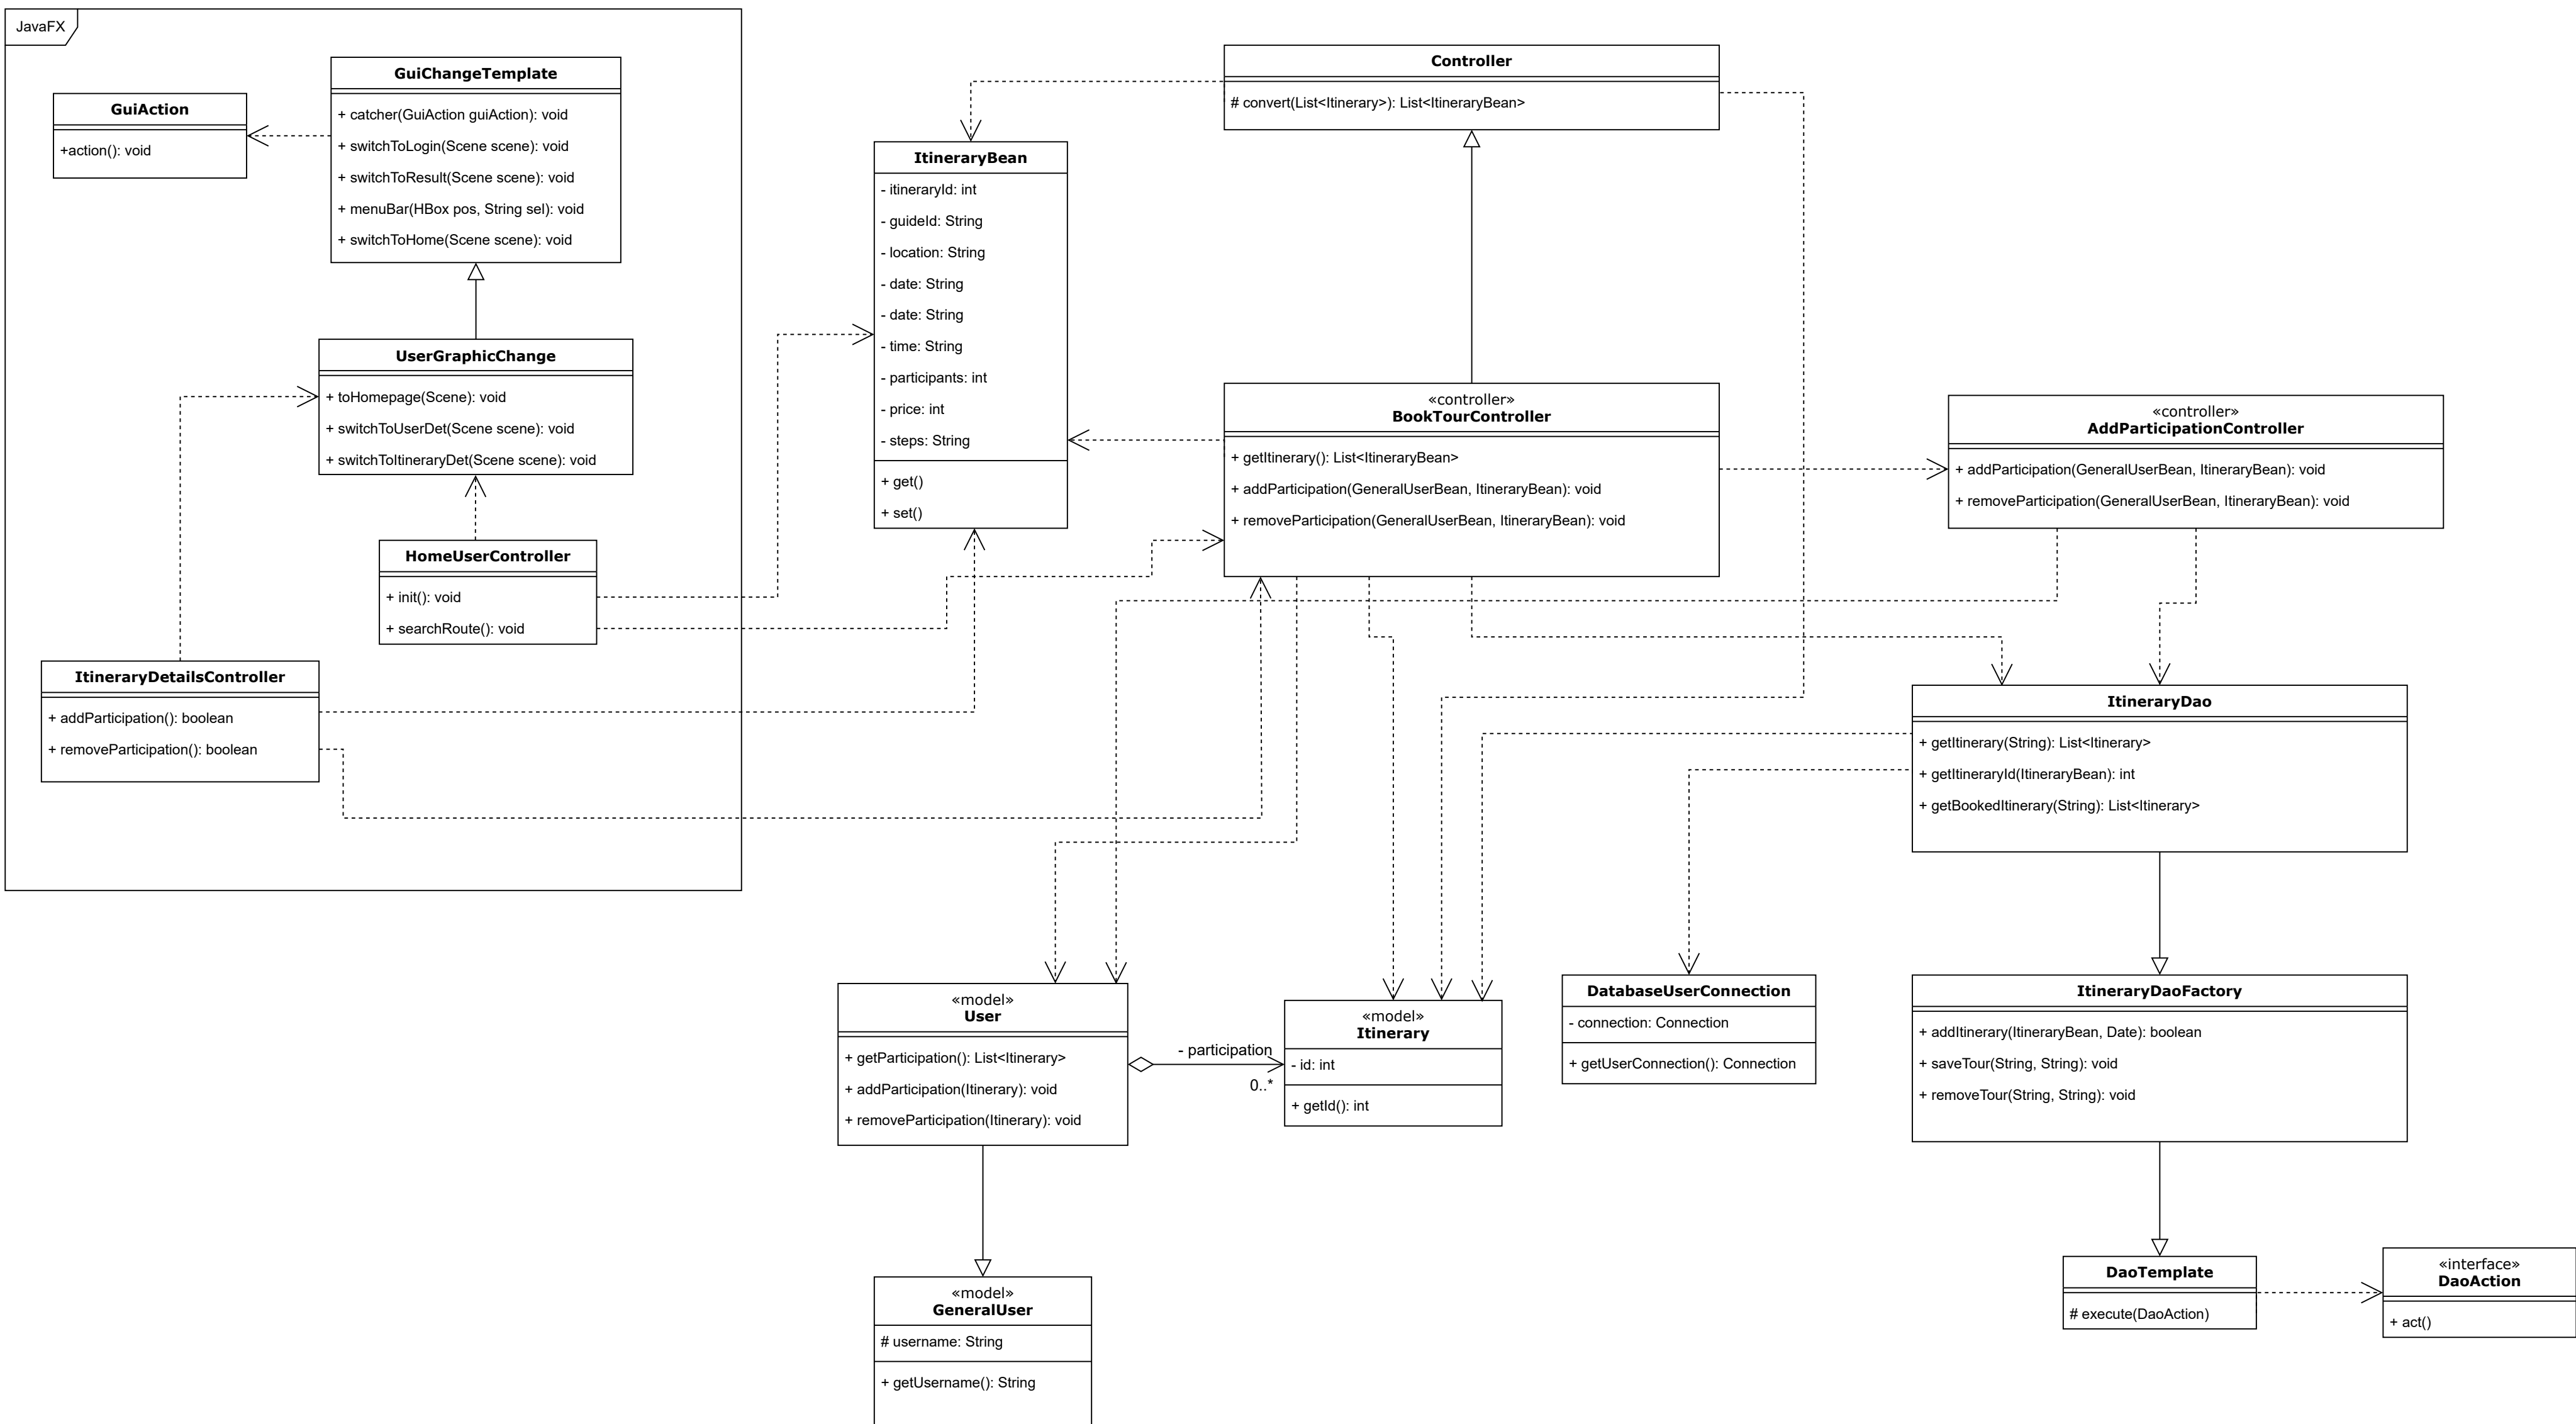 JavaFX
GuiChangeTemplate
+ catcher(GuiAction guiAction): void
+ switchToLogin(Scene scene): void
+ switchToResult(Scene scene): void
+ menuBar(HBox pos, String sel): void
+ switchToHome(Scene scene): void
GuiAction
+action(): void
UserGraphicChange
+ toHomepage(Scene): void
+ switchToUserDet(Scene scene): void
+ switchToItineraryDet(Scene scene): void
HomeUserController
+ init(): void
+ searchRoute(): void
ItineraryDetailsController
+ addParticipation(): boolean
+ removeParticipation(): boolean
Controller
# convert(List<Itinerary>): List<ItineraryBean>
ItineraryBean
- itineraryId: int
- guideId: String
- location: String
- date: String
- date: String
- time: String
- participants: int
- price: int
- steps: String
+ get()
+ set()
«controller»
BookTourController
+ getItinerary(): List<ItineraryBean>
+ addParticipation(GeneralUserBean, ItineraryBean): void
+ removeParticipation(GeneralUserBean, ItineraryBean): void
«controller»
AddParticipationController
+ addParticipation(GeneralUserBean, ItineraryBean): void
+ removeParticipation(GeneralUserBean, ItineraryBean): void
ItineraryDao
+ getItinerary(String): List<Itinerary>
+ getItineraryId(ItineraryBean): int
+ getBookedItinerary(String): List<Itinerary>
«model»
User
+ getParticipation(): List<Itinerary>
+ addParticipation(Itinerary): void
+ removeParticipation(Itinerary): void
- participation
0..*
«model»
Itinerary
- id: int
+ getId(): int
DatabaseUserConnection
- connection: Connection
+ getUserConnection(): Connection
ItineraryDaoFactory
+ addItinerary(ItineraryBean, Date): boolean
+ saveTour(String, String): void
+ removeTour(String, String): void
«model»
GeneralUser
# username: String
+ getUsername(): String
DaoTemplate
# execute(DaoAction)
«interface»
DaoAction
+ act()